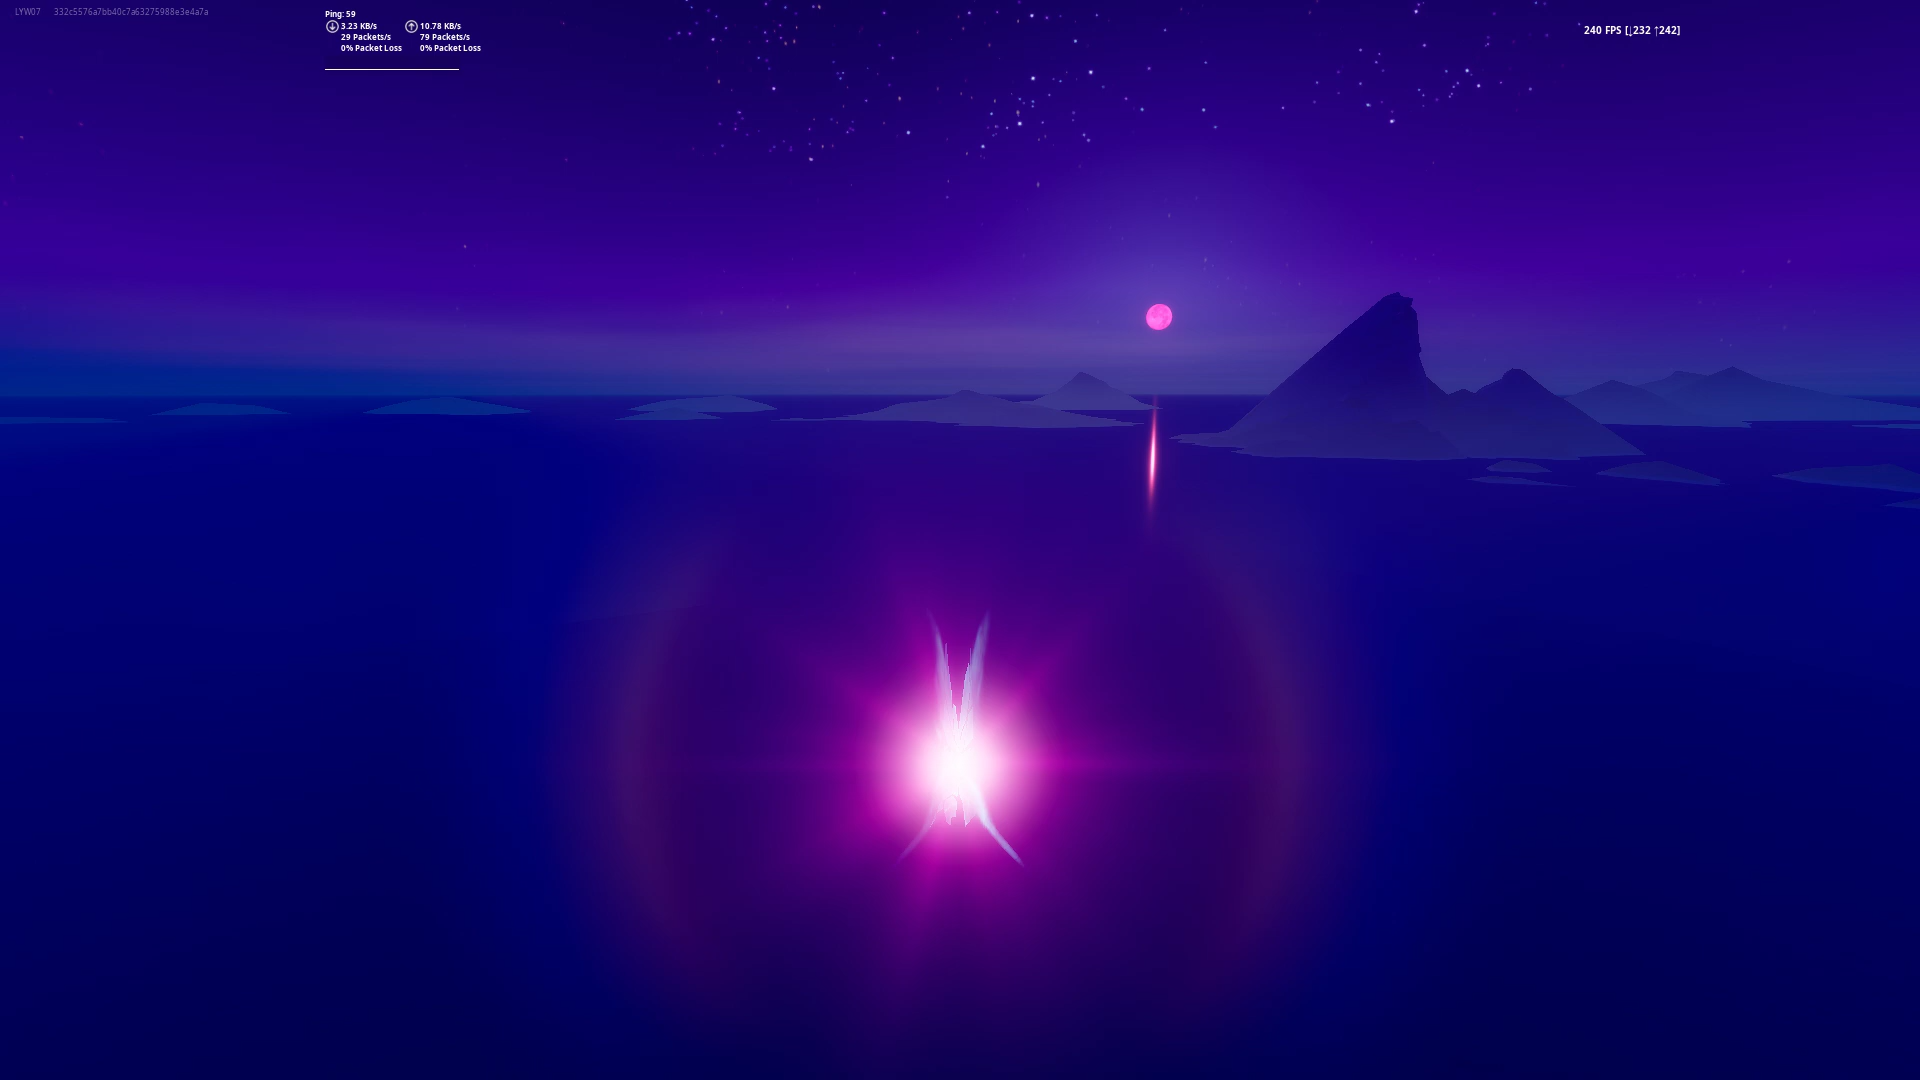 LYW07 332c5576a7bb40c7a63275988e3e4a7a
Ping: 59
3.23 KB/s 10.78 KB/s
29 Packets/s 79 Packets/s
0% Packet Loss 0% Packet Loss
240 FPS [↓232 ↑242]